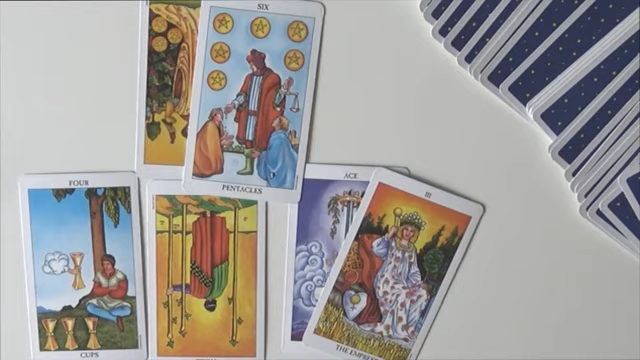 SIX
PENTACLES
FOUR
CUPS
ACE
III
THE EMPRESS